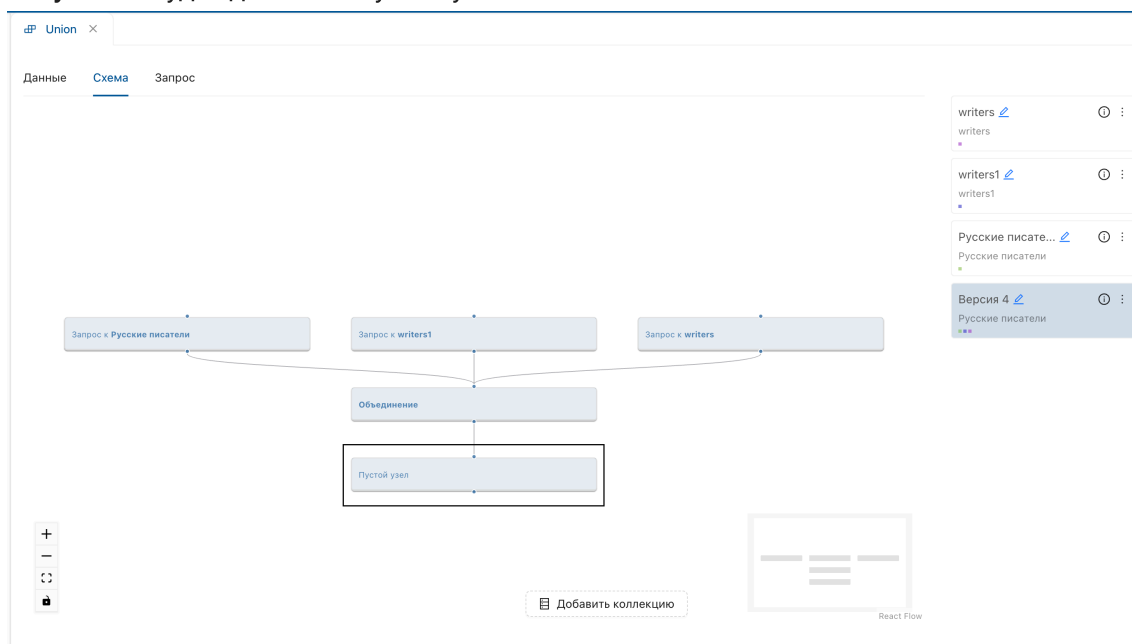 Union
Данные Схема Запрос
writers
writers
writers1
writers1
Русские писате...
Русские писатели
Версия 4
Русские писатели
Запрос к Русские писатели
Запрос к writers1
Запрос к writers
Объединение
Пустой узел
Добавить коллекцию
React Flow